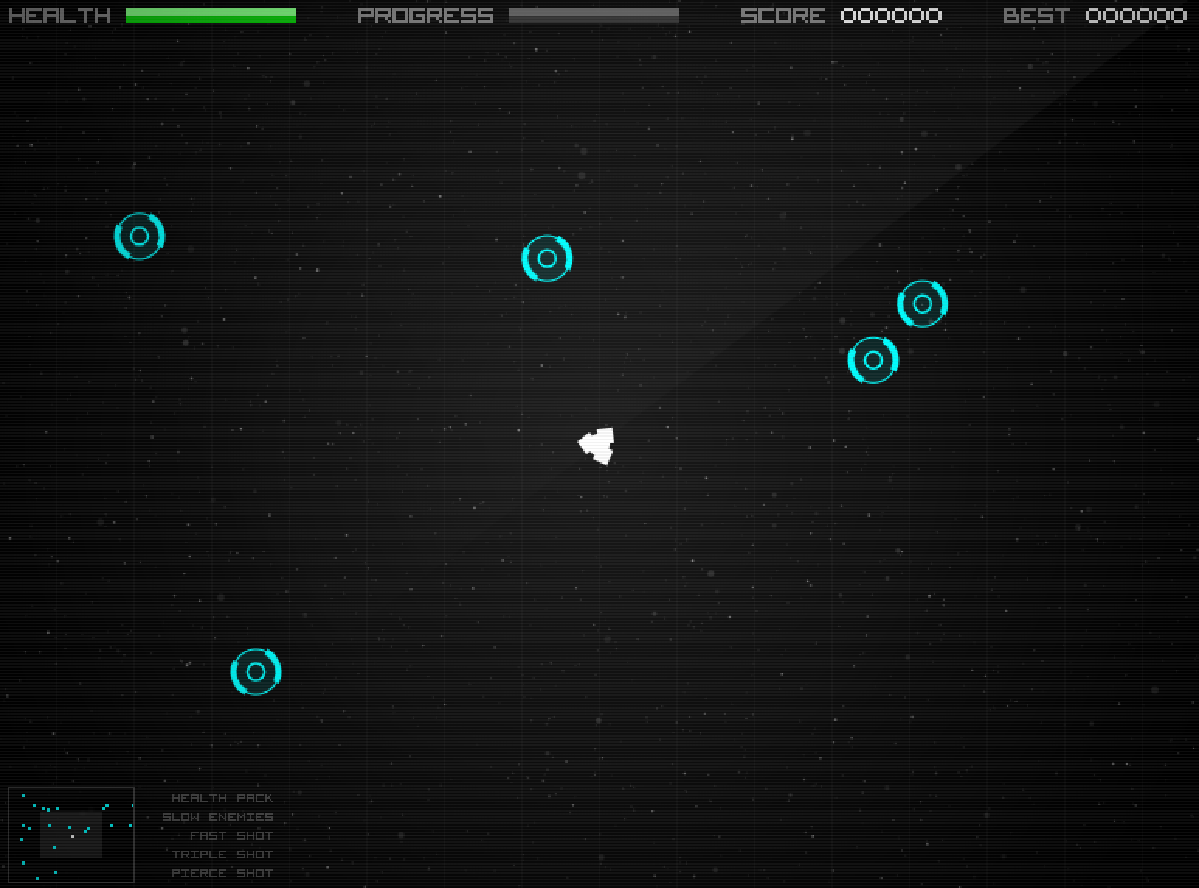 HEALTH PROGRESS SCORE 000000 BEST 000000
HEALTH PACK
SLOW ENEMIES
FAST SHOT
TRIPLE SHOT
PIERCE SHOT